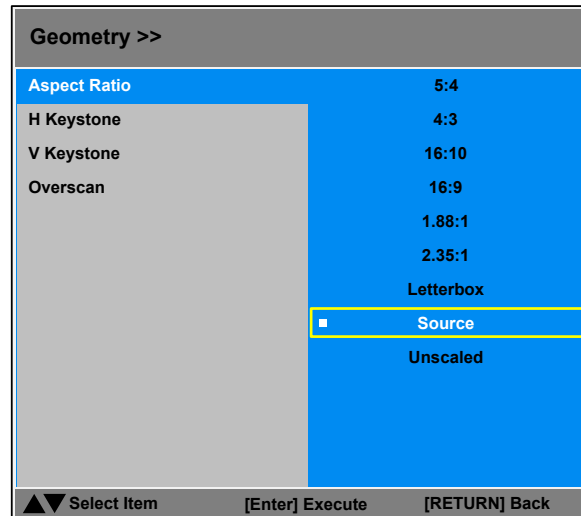 Geometry >>
Aspect Ratio
5:4
H Keystone
4:3
V Keystone
16:10
Overscan
16:9
1.88:1
2.35:1
Letterbox
Source
Unscaled
Select Item [Enter] Execute [RETURN] Back